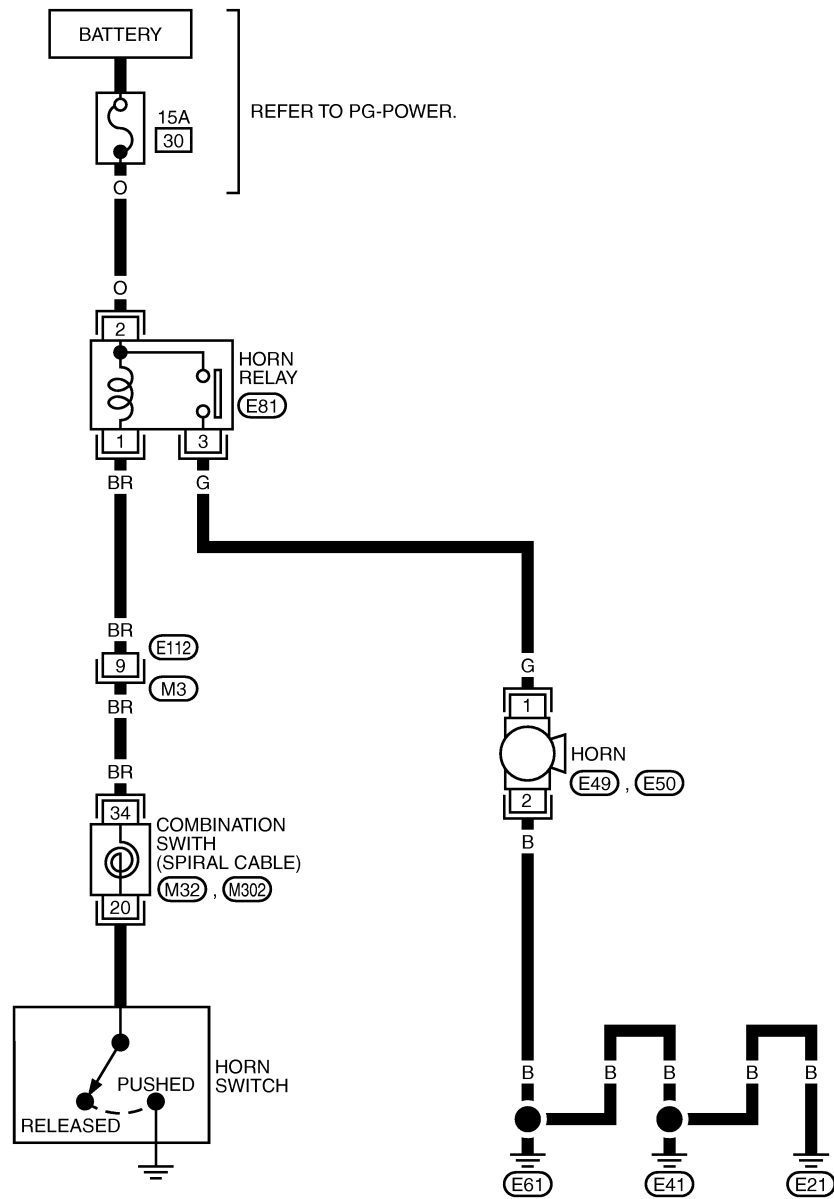 BATTERY
15A
30
REFER TO PG-POWER.
O
O
2
HORN
RELAY
E81
1
3
BR
G
BR
E112
9
M3
BR
G
1
BR
HORN
E49 , E50
34
2
COMBINATION
SWITH
(SPIRAL CABLE)
M32 , M302
B
20
HORN
SWITCH
PUSHED
RELEASED
B
B
B
B
B
E61
E41
E21